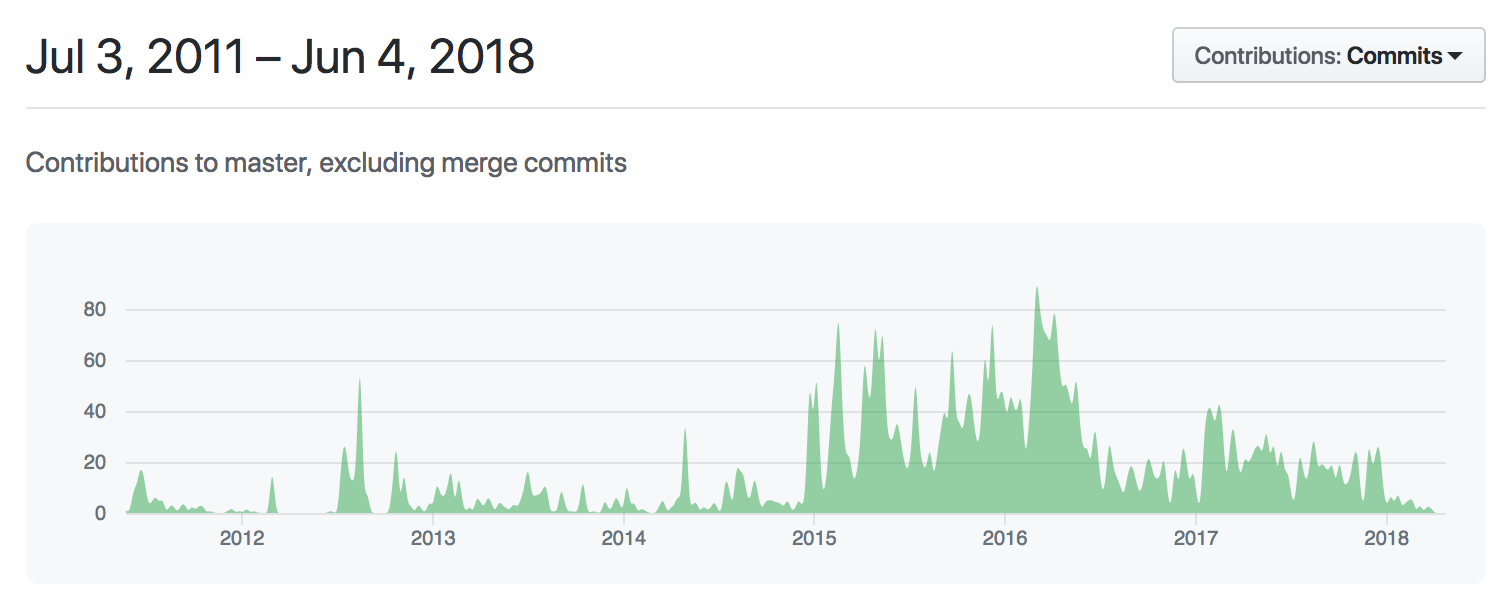 Jul 3, 2011 – Jun 4, 2018
Contributions: Commits
Contributions to master, excluding merge commits
80
60
40
20
0
2012 2013 2014 2015 2016 2017 2018